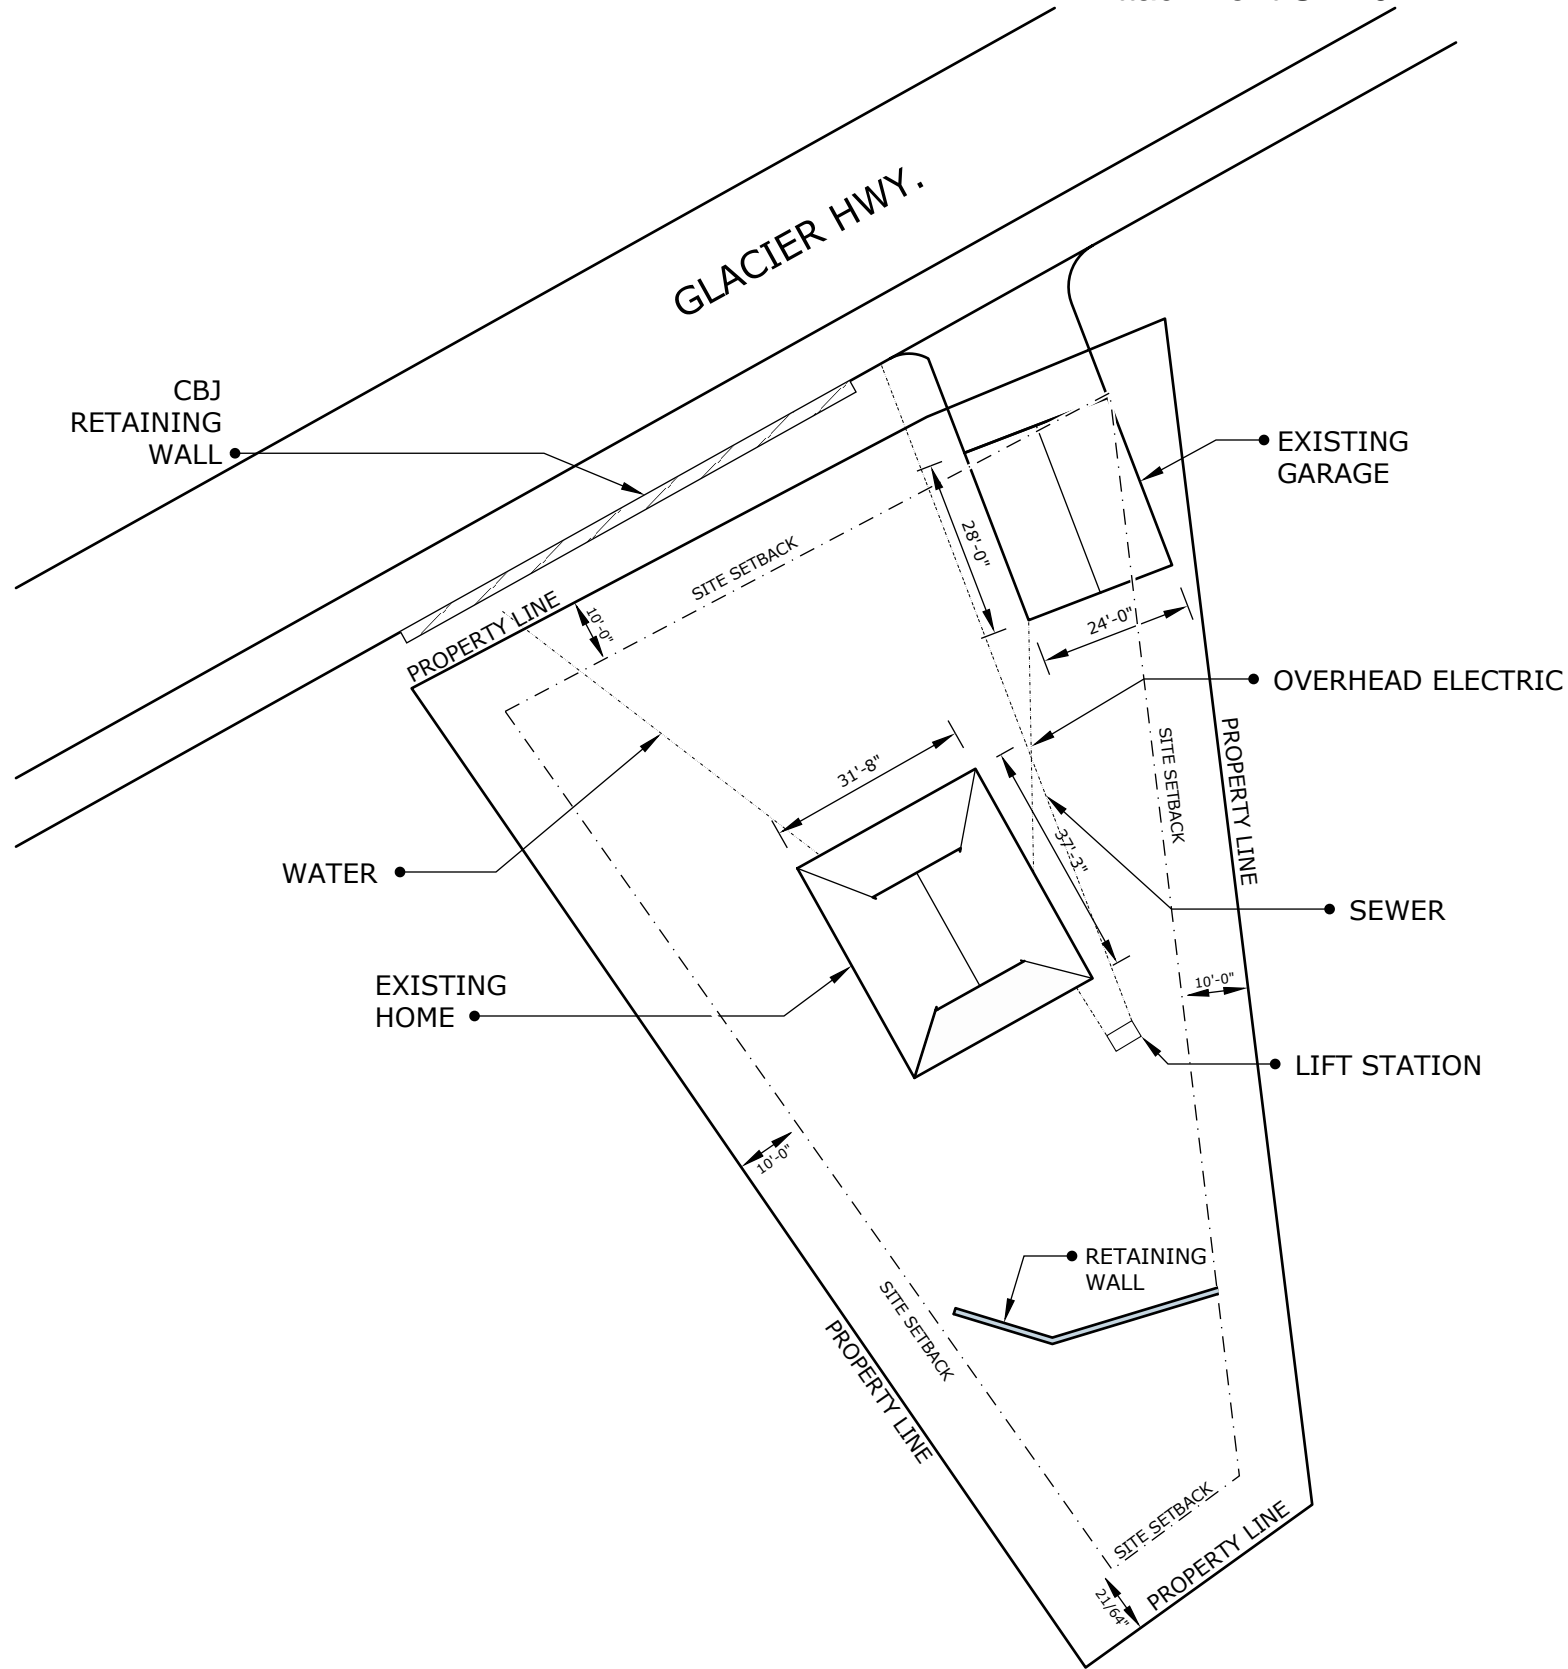 GLACIER HWY.
CBJ
RETAINING
WALL
EXISTING
GARAGE
28'-0"
SITE SETBACK
PROPERTY LINE
10'-0"
24'-0"
OVERHEAD ELECTRIC
PROPERTY LINE
SITE SETBACK
31'-8"
37'-3"
WATER
SEWER
10'-0"
EXISTING
HOME
LIFT STATION
10'-0"
RETAINING
WALL
SITE SETBACK
PROPERTY LINE
SITE SETBACK
PROPERTY LINE
21/64"